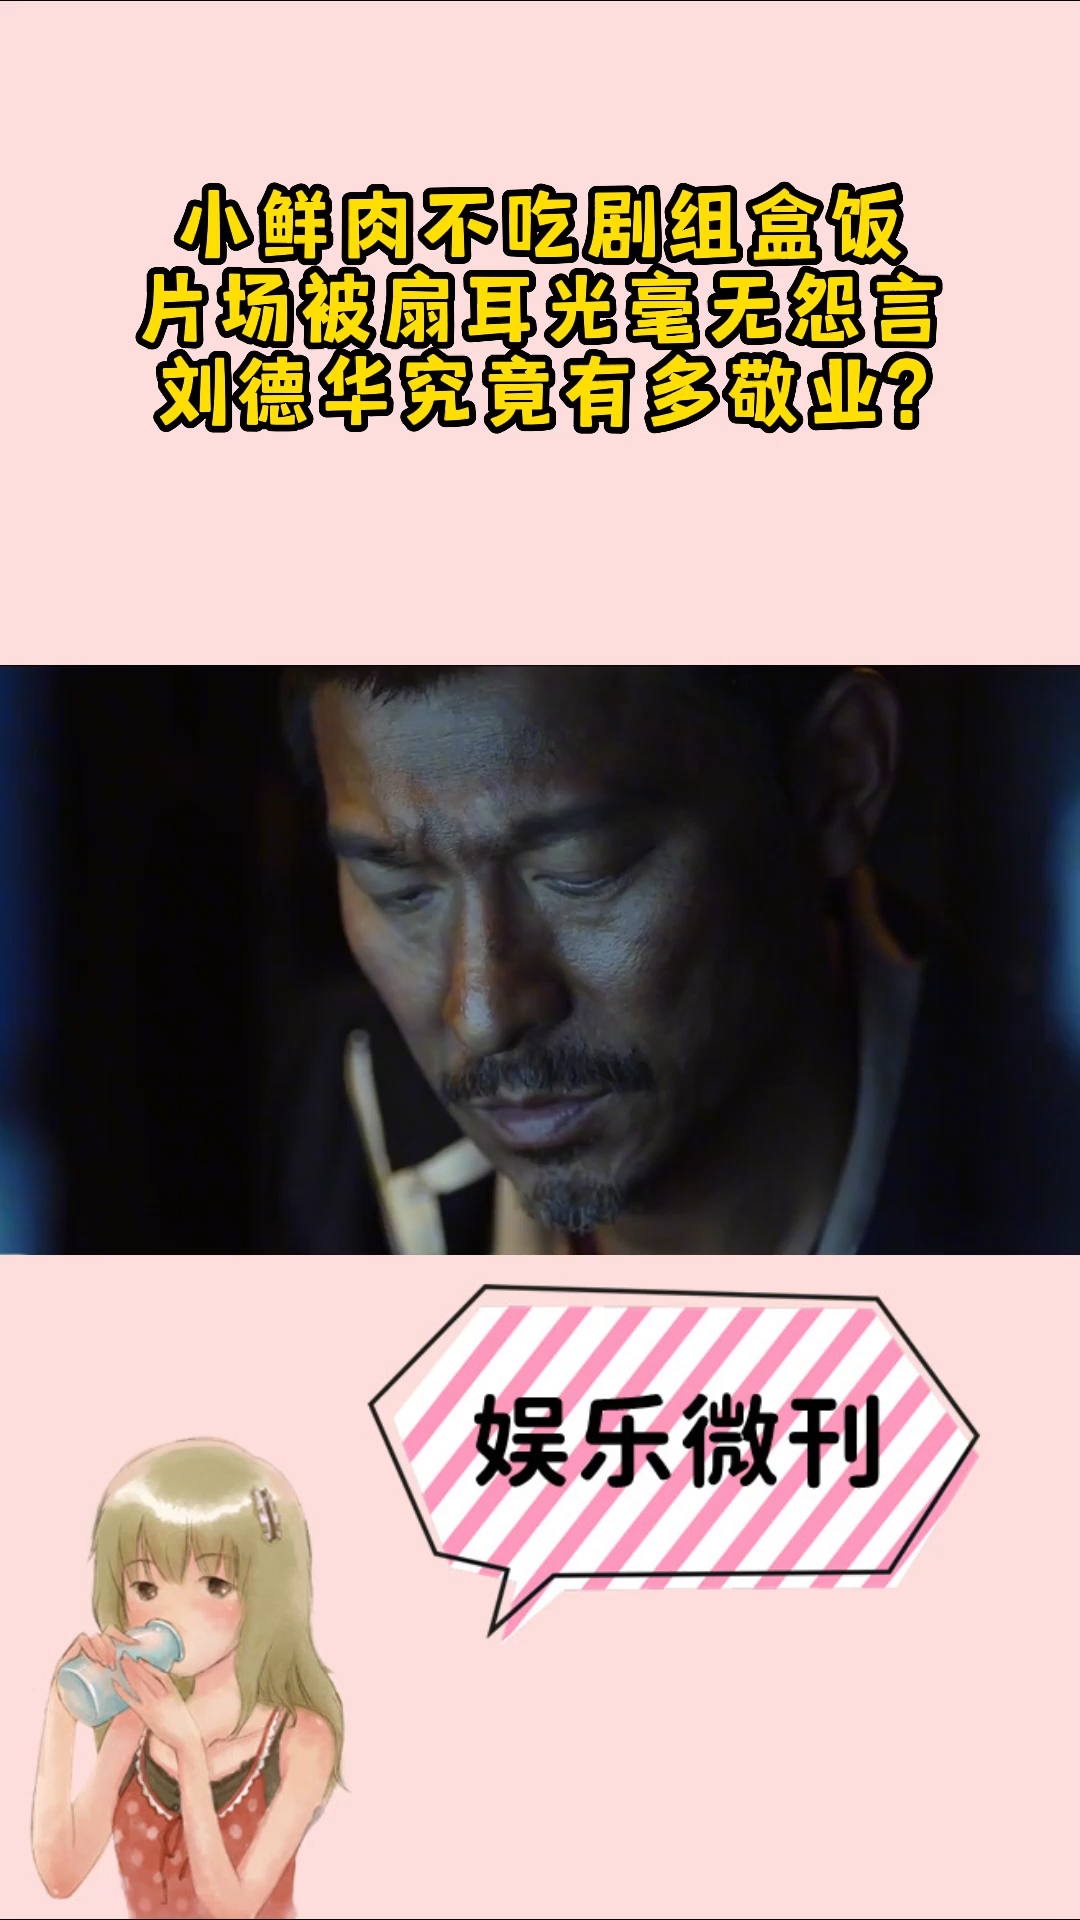 小鲜肉不吃剧组盒饭
片场被扇耳光毫无怨言
刘德华究竟有多敬业?
娱乐微刊